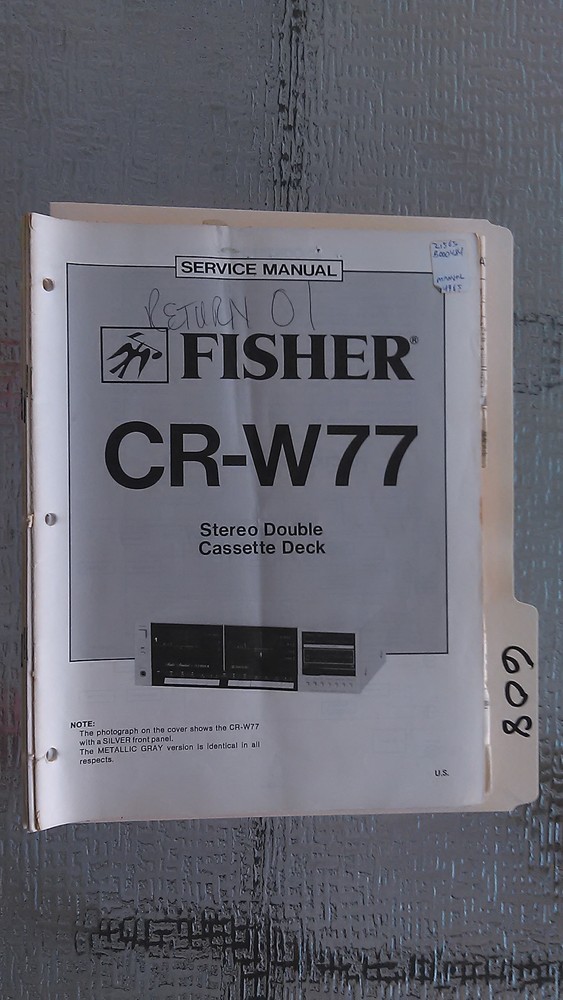 SERVICE MANUAL
RETURN 01
FISHER®
CR-W77
Stereo Double
Cassette Deck
NOTE:
The photograph on the cover shows the CR-W77
with a SILVER front panel.
The METALLIC GRAY version is identical in all
respects.
U.S.
809
MANUAL